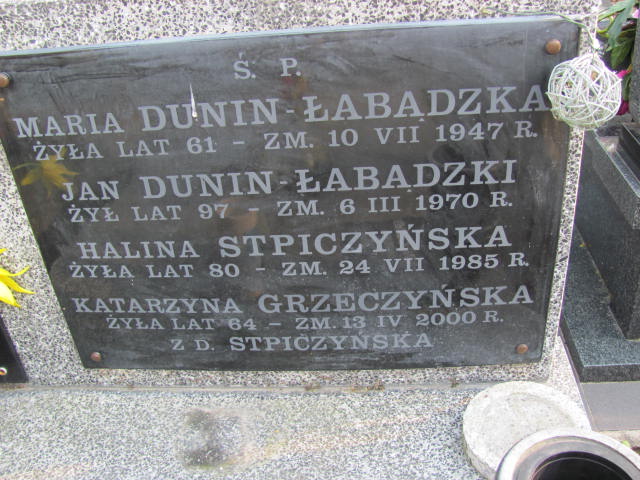 Ś. P.
MARIA DUNIN-ŁABĄDZKA
ŻYŁA LAT 61 - ZM. 10 VII 1947 R.
JAN DUNIN-ŁABĄDZKI
ŻYŁ LAT 97 - ZM. 6 III 1970 R.
HALINA STPICZYŃSKA
ŻYŁA LAT 80 - ZM. 24 VII 1985 R.
KATARZYNA GRZECZYŃSKA
ŻYŁA LAT 64 - ZM. 13 IV 2000 R.
Z D. STPICZYŃSKA